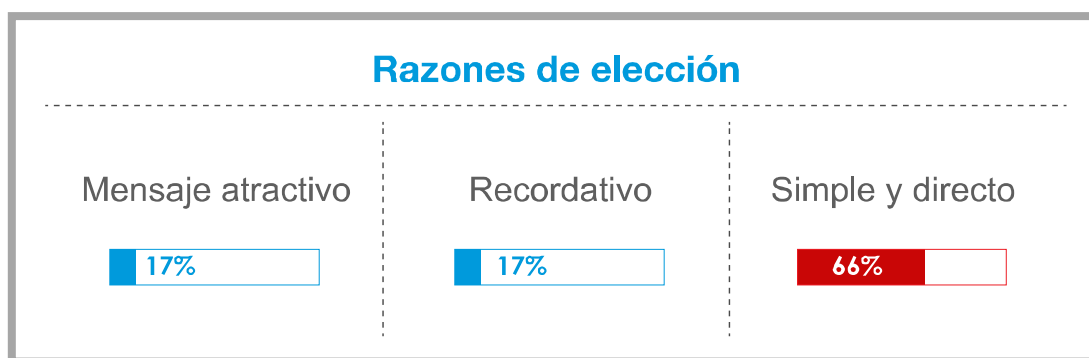 Razones de elección
Mensaje atractivo
17%
Recordativo
17%
Simple y directo
66%